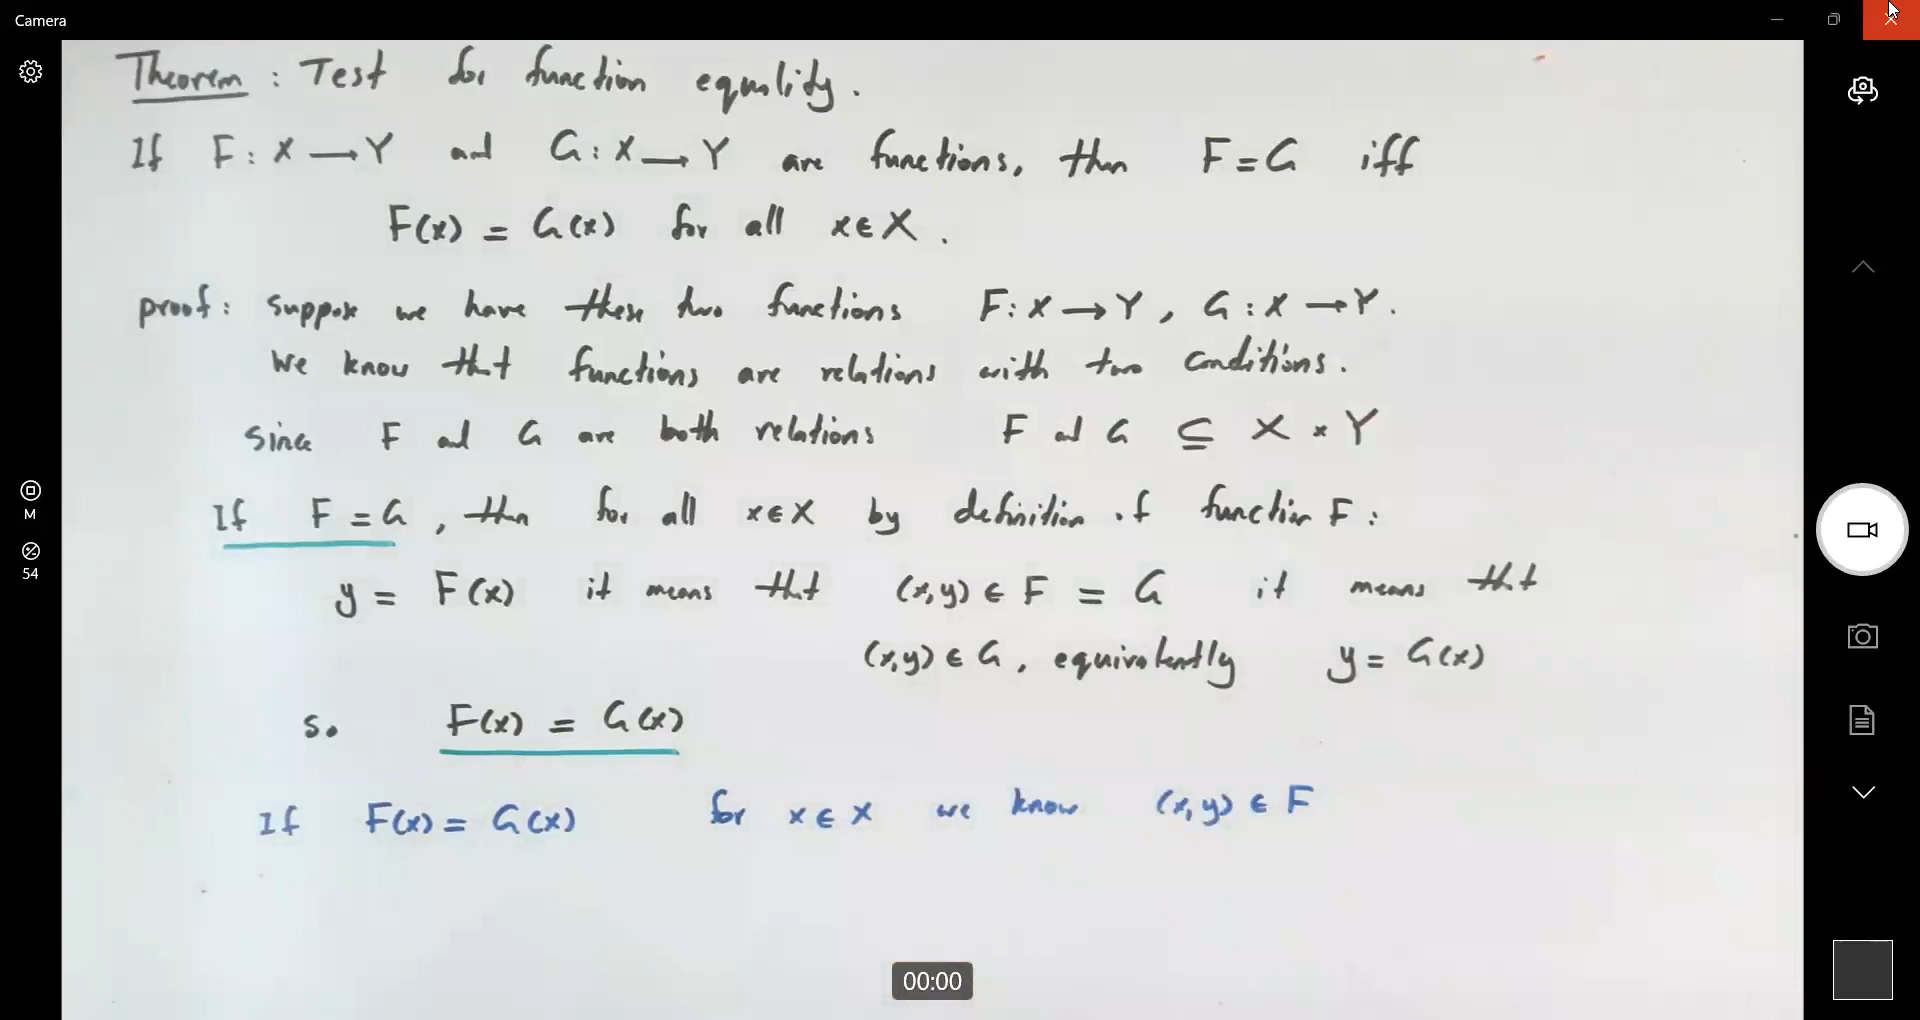 Camera
Theorem : Test for function equality.
If F : X → Y and G : X → Y are functions, then F = G iff
F(x) = G(x) for all x ∈ X .
proof : suppose we have these two functions F : X → Y , G : X → Y .
We know that functions are relations with two conditions.
since F and G are both relations F and G ⊆ X × Y
If F = G , then for all x ∈ X by definition of function F :
y = F(x) it means that (x,y) ∈ F = G it means that
(x,y) ∈ G , equivalently y = G(x)
so F(x) = G(x)
If F(x) = G(x) for x ∈ X we know (x,y) ∈ F
M
54
00:00